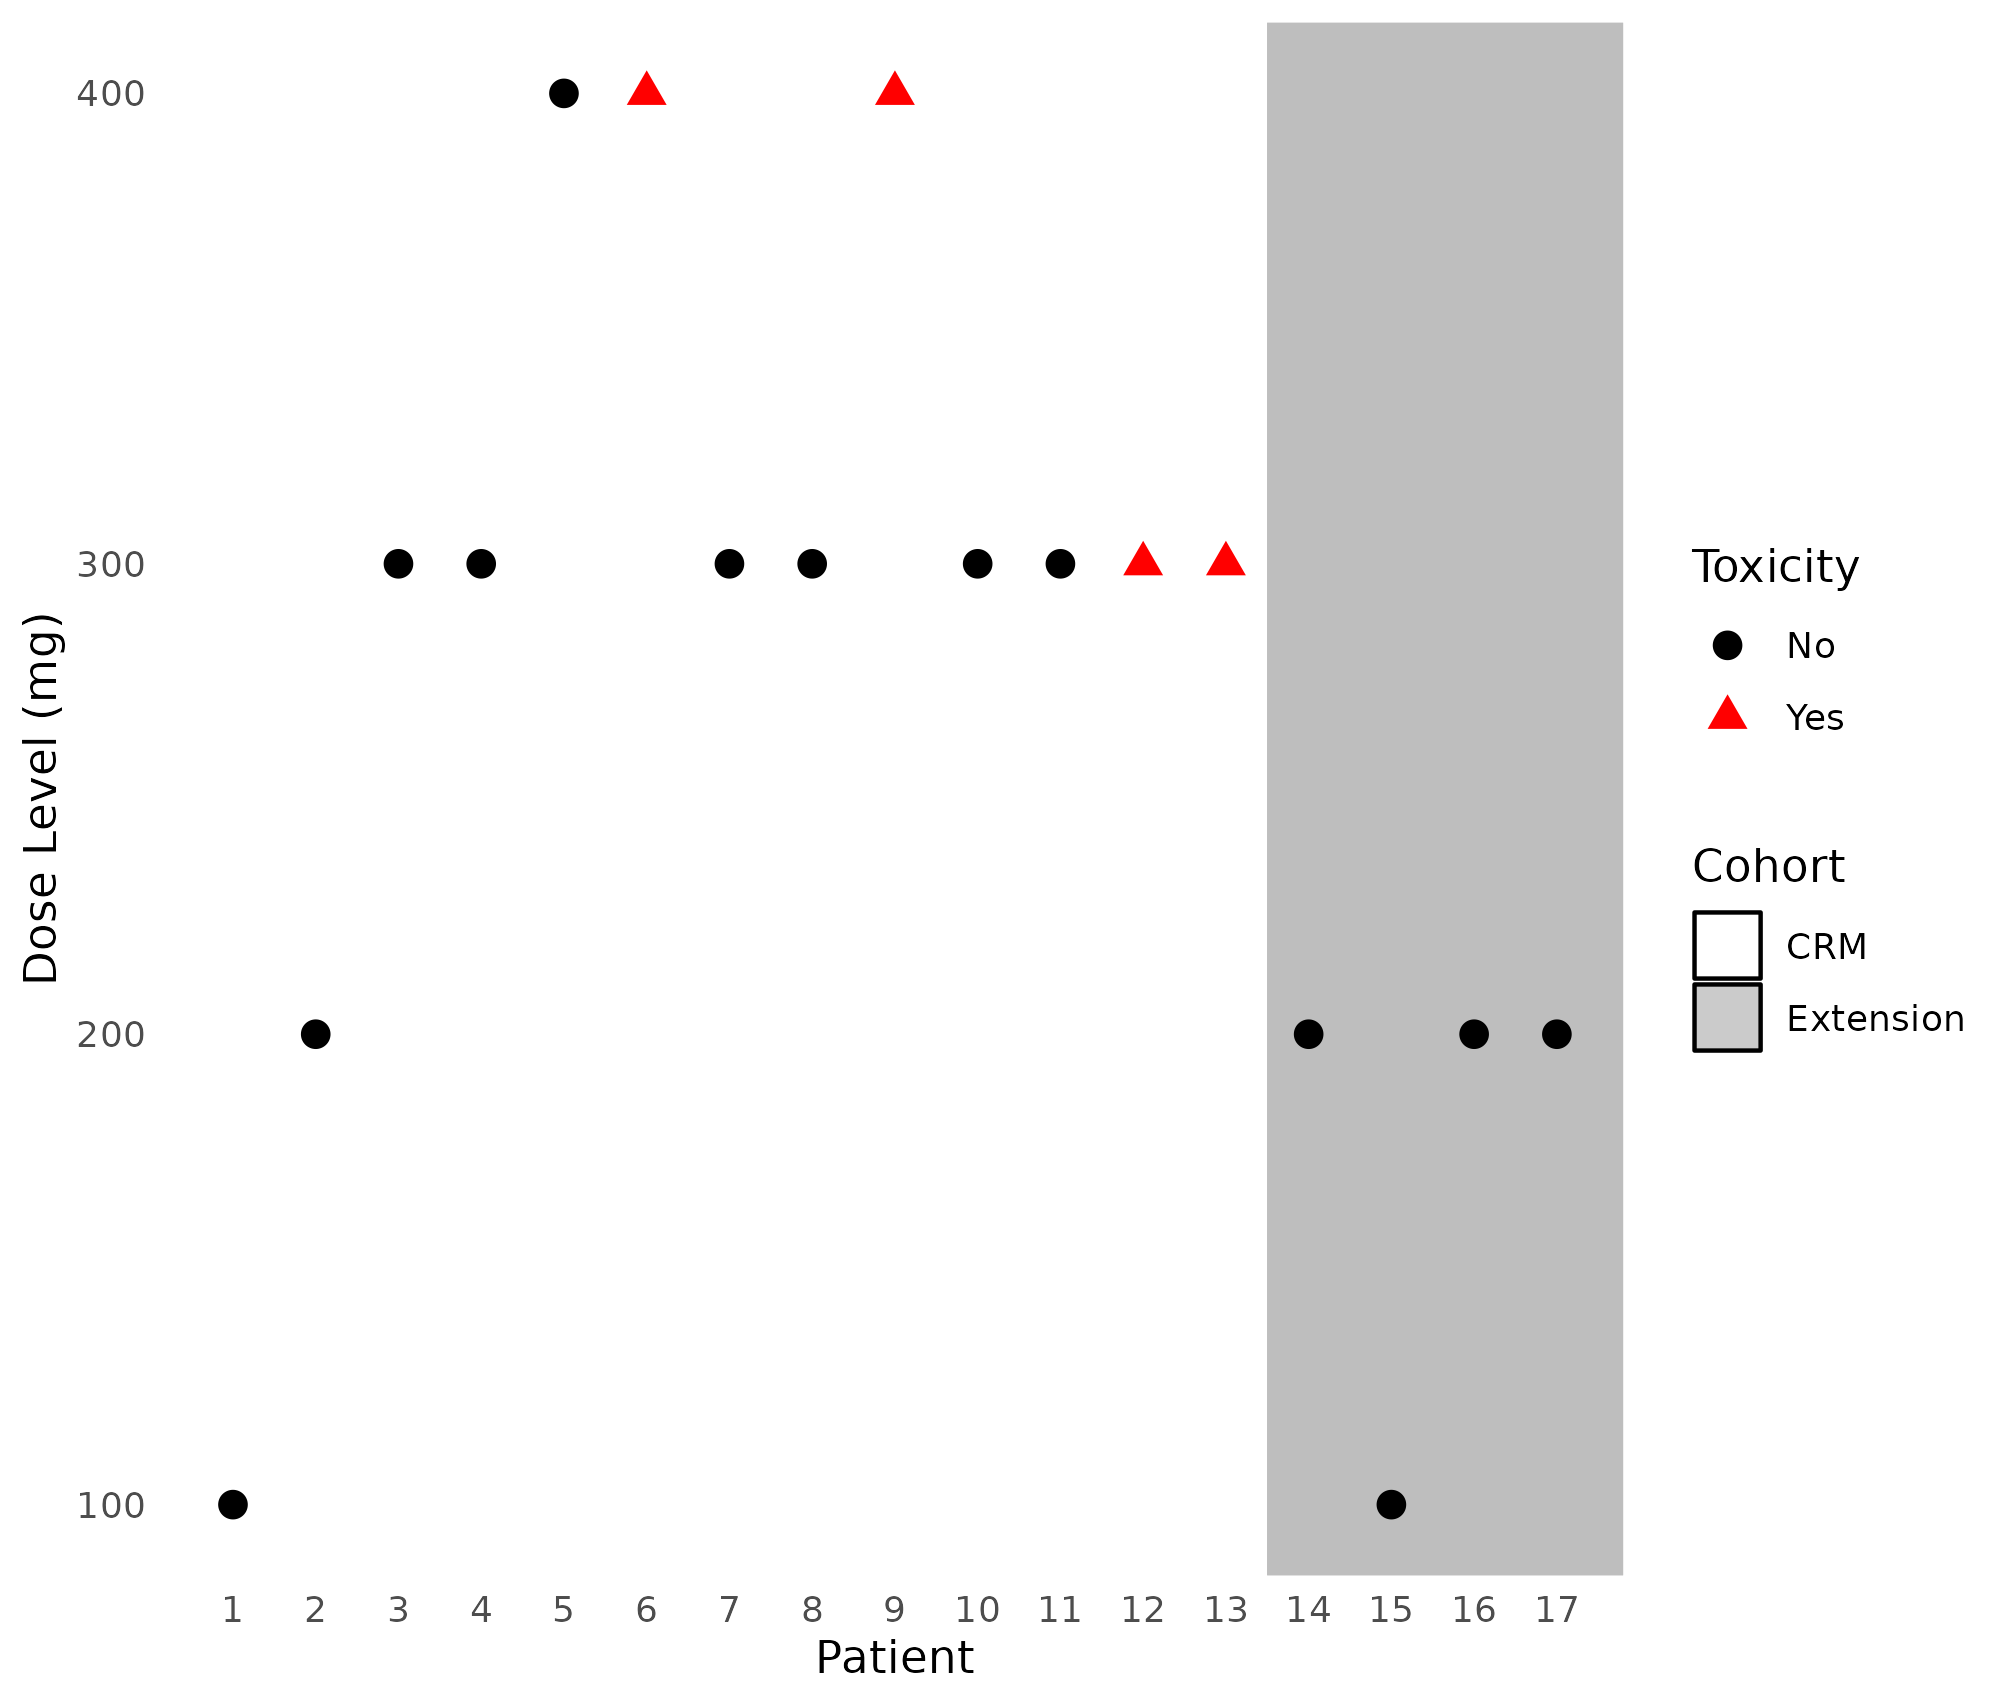 400
300
200
100
Dose Level (mg)
1 2 3 4 5 6 7 8 9 10 11 12 13 14 15 16 17
Patient
Toxicity
No
Yes
Cohort
CRM
Extension